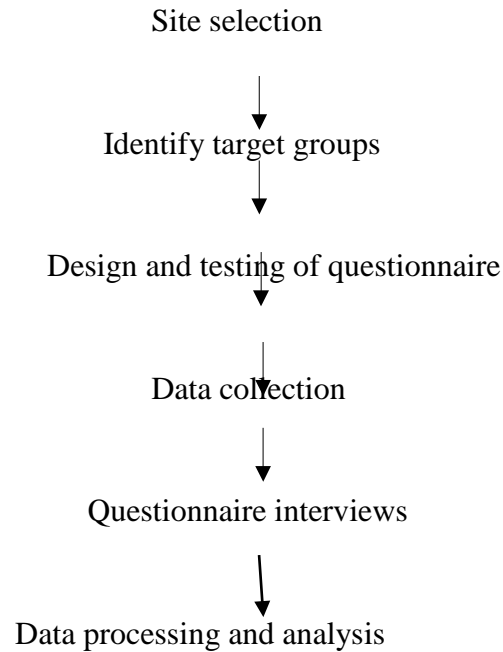 Site selection
Identify target groups
Design and testing of questionnaire
Data collection
Questionnaire interviews
Data processing and analysis